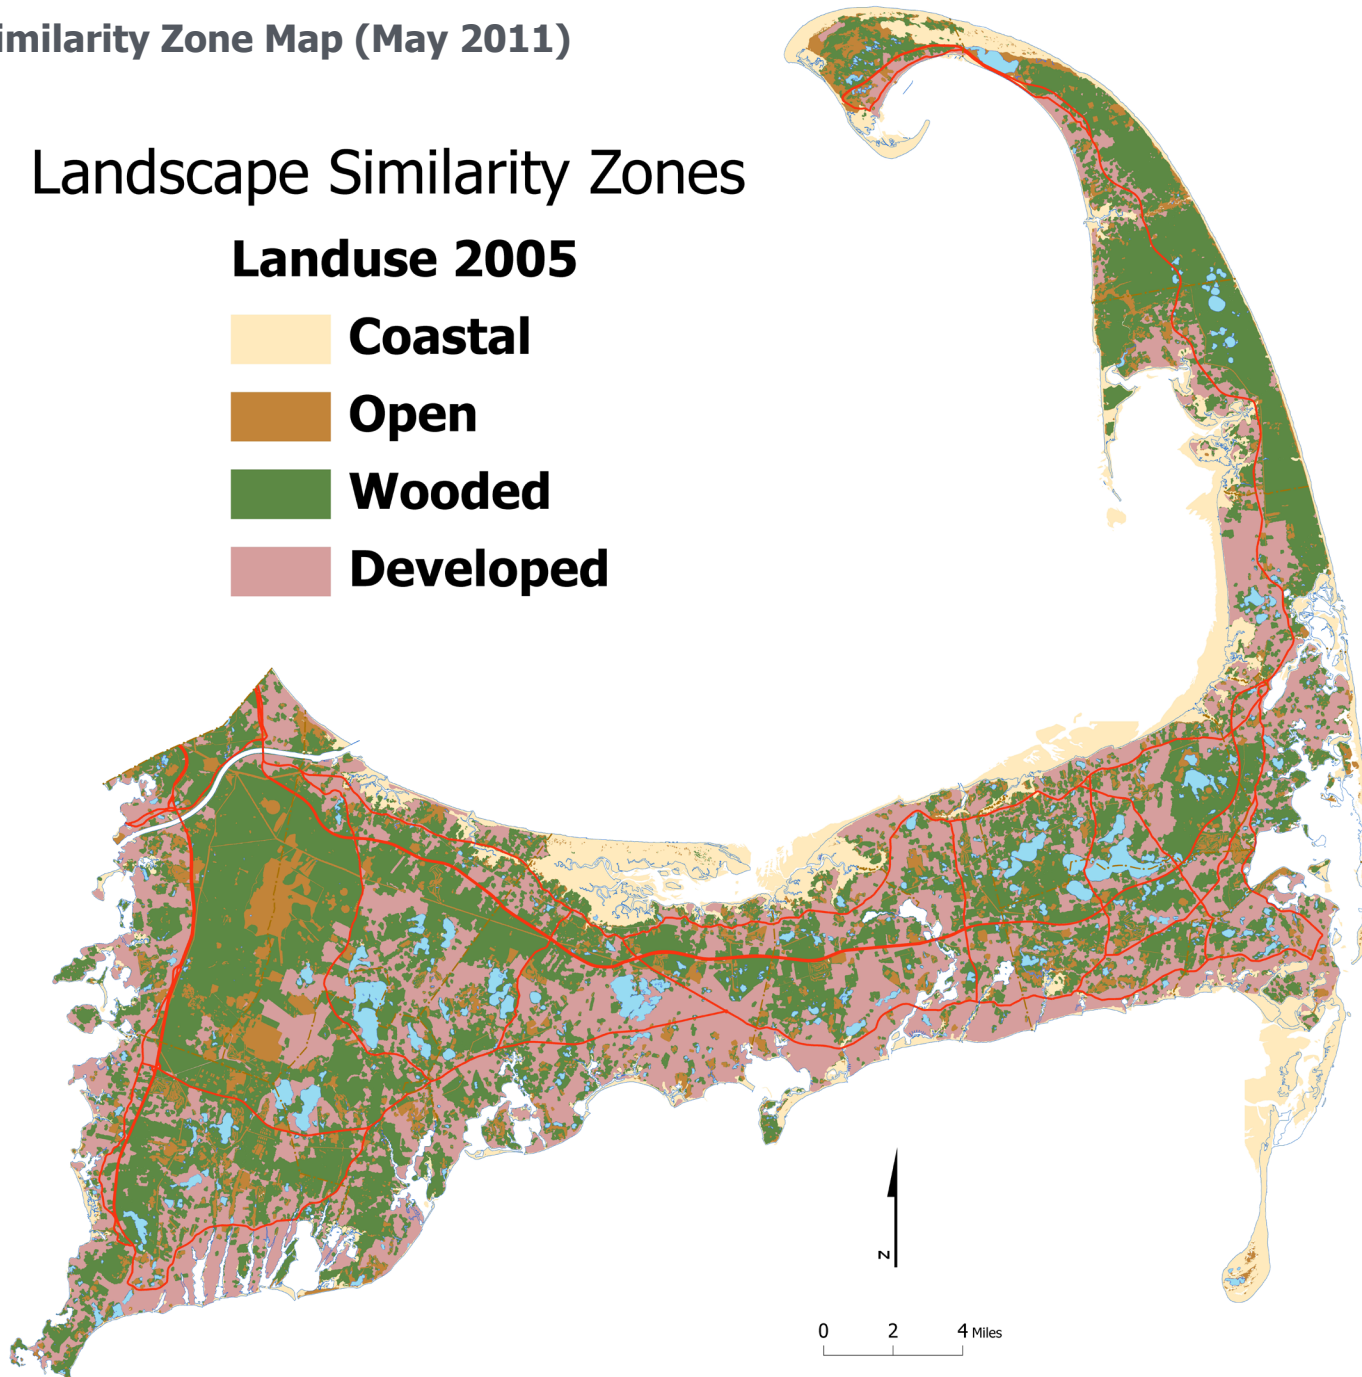 imilarity Zone Map (May 2011)
Landscape Similarity Zones
Landuse 2005
Coastal
Open
Wooded
Developed
N
0 2 4 Miles